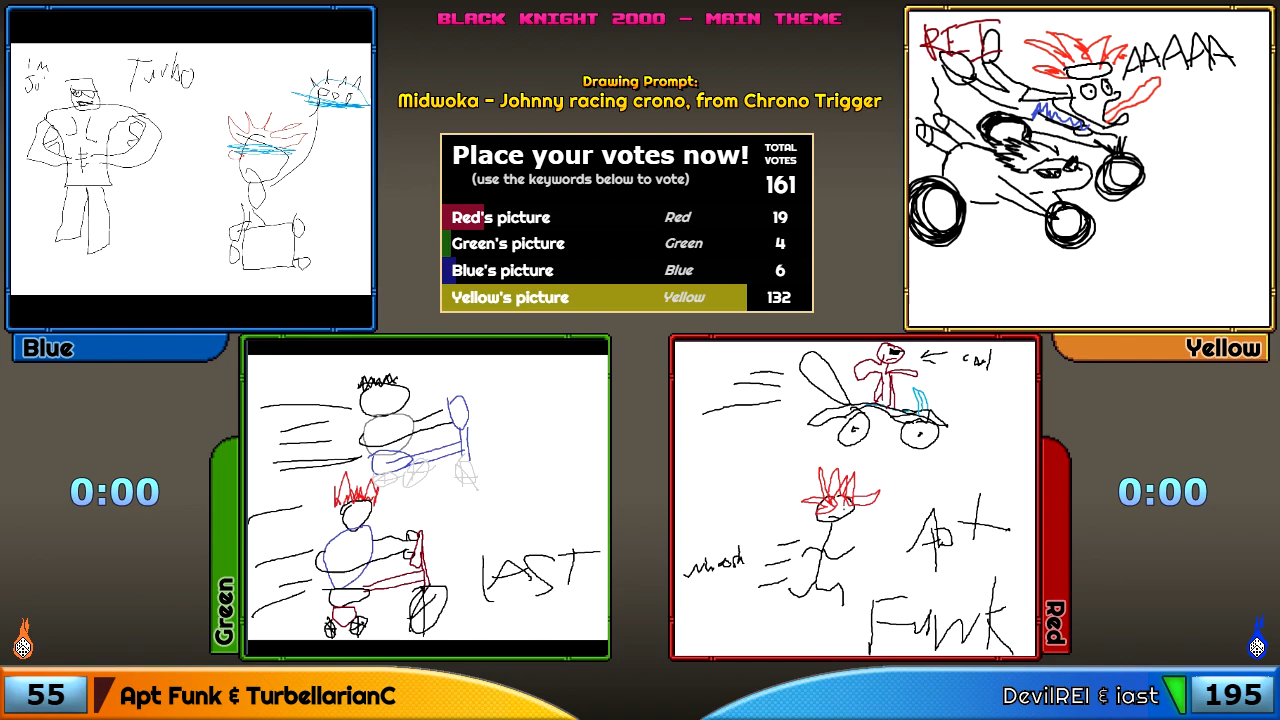 BLACK KNIGHT 2000 - MAIN THEME
Drawing Prompt:
Midwoka - Johnny racing crono, from Chrono Trigger
Place your votes now!
(use the keywords below to vote)
TOTAL
VOTES
161
Red's picture Red 19
Green's picture Green 4
Blue's picture Blue 6
Yellow's picture Yellow 132
I'm
Turbo
RED
AAAAA
Blue
Yellow
LAST
Apt
Funk
whoosh
0:00
0:00
Green
Red
55
Apt Funk & TurbellarianC
DevilREI & iast
195